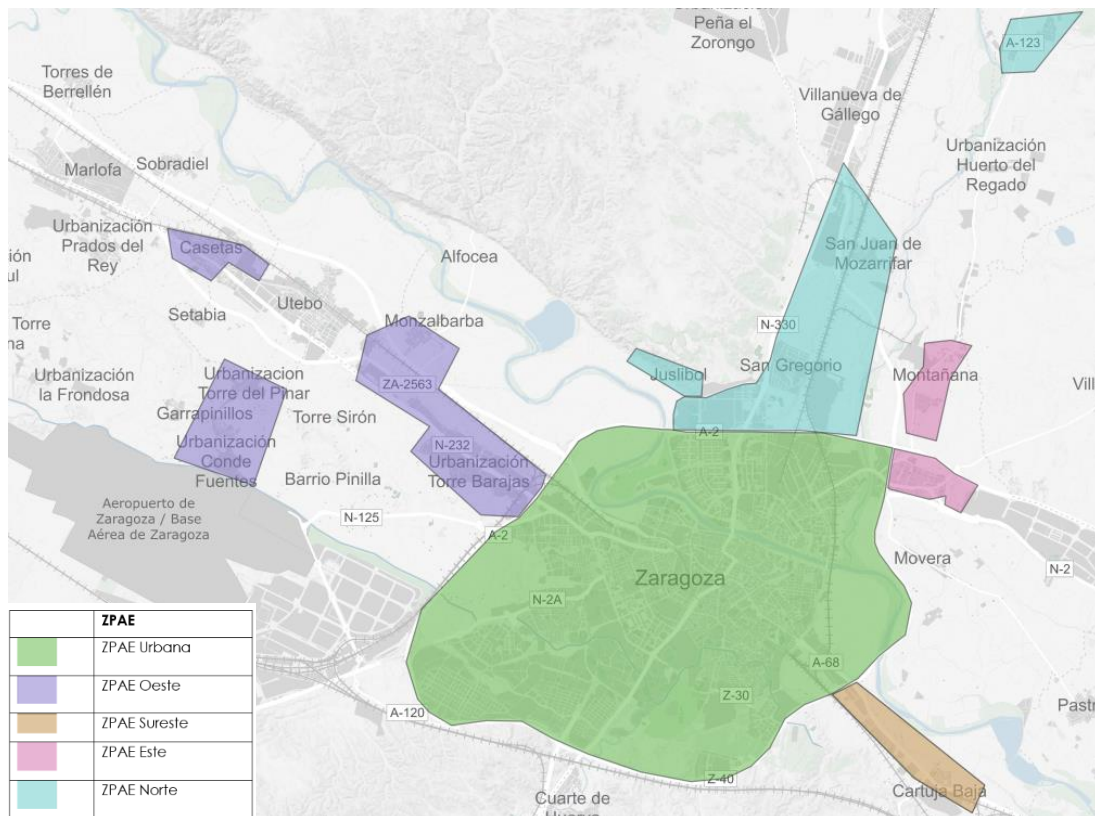 Peña el
Zorongo
A-123
Torres de
Berrellén
Villanueva de
Gállego
Marlofa
Sobradiel
Urbanización
Huerto del
Regado
Urbanización
Prados del
Rey
Casetas
Alfocea
San Juan de
Mozarrifar
Utebo
Setabia
Monzalbarba
N-330
Torre
Urbanización
la Frondosa
Urbanizacion
Torre del Pinar
Garrapinillos
ZA-2563
Juslibol
San Gregorio
Montañana
Torre Sirón
A-2
Urbanización
Conde
Fuentes
N-232
Urbanización
Torre Barajas
Barrio Pinilla
Aeropuerto de
Zaragoza / Base
Aérea de Zaragoza
N-125
A-2
Movera
N-2
Zaragoza
N-2A
A-68
Z-30
A-120
Z-40
Cartuja Baja
Cuarte de
ZPAE
ZPAE Urbana
ZPAE Oeste
ZPAE Sureste
ZPAE Este
ZPAE Norte